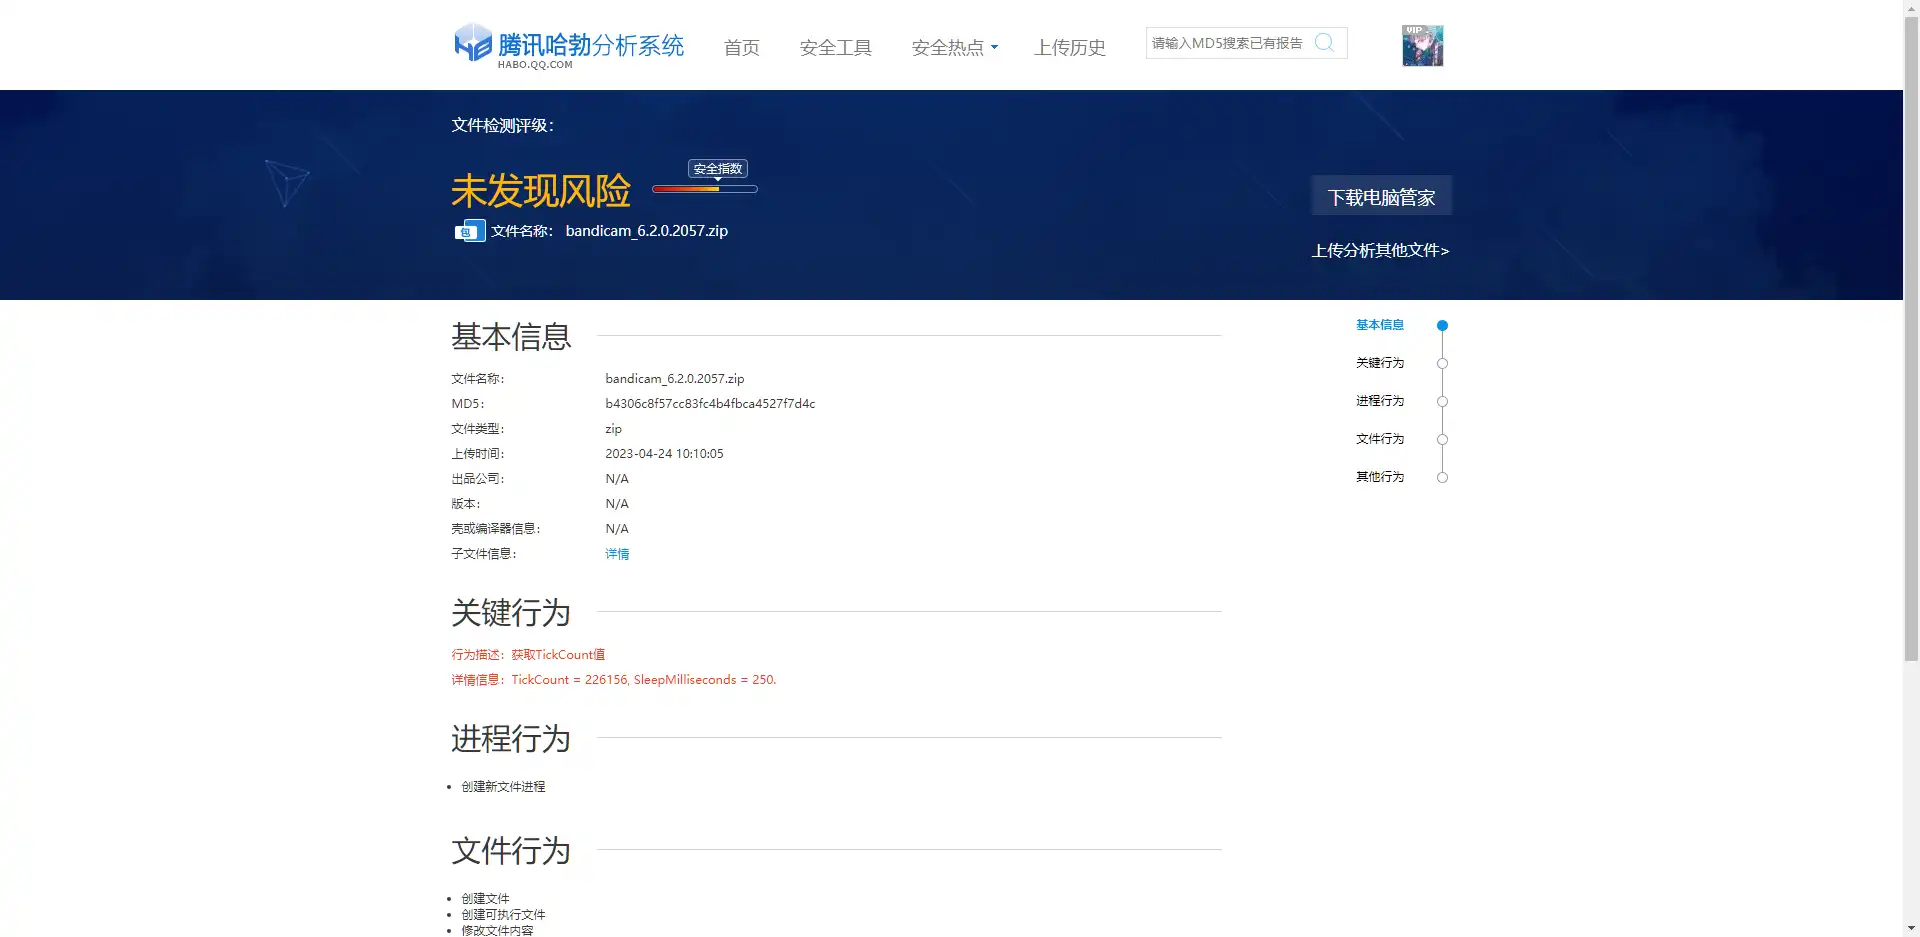 腾讯哈勃分析系统
HABO.QQ.COM
首页
安全工具
安全热点
上传历史
请输入MD5搜索已有报告
VIP
文件检测评级：
安全指数
未发现风险
下载电脑管家
包
文件名称： bandicam_6.2.0.2057.zip
上传分析其他文件>
基本信息
文件名称： bandicam_6.2.0.2057.zip
MD5： b4306c8f57cc83fc4b4fbca4527f7d4c
文件类型： zip
上传时间： 2023-04-24 10:10:05
出品公司： N/A
版本： N/A
壳或编译器信息： N/A
子文件信息： 详情
关键行为
行为描述：获取TickCount值
详情信息：TickCount = 226156, SleepMilliseconds = 250.
进程行为
创建新文件进程
文件行为
创建文件
创建可执行文件
修改文件内容
基本信息
关键行为
进程行为
文件行为
其他行为